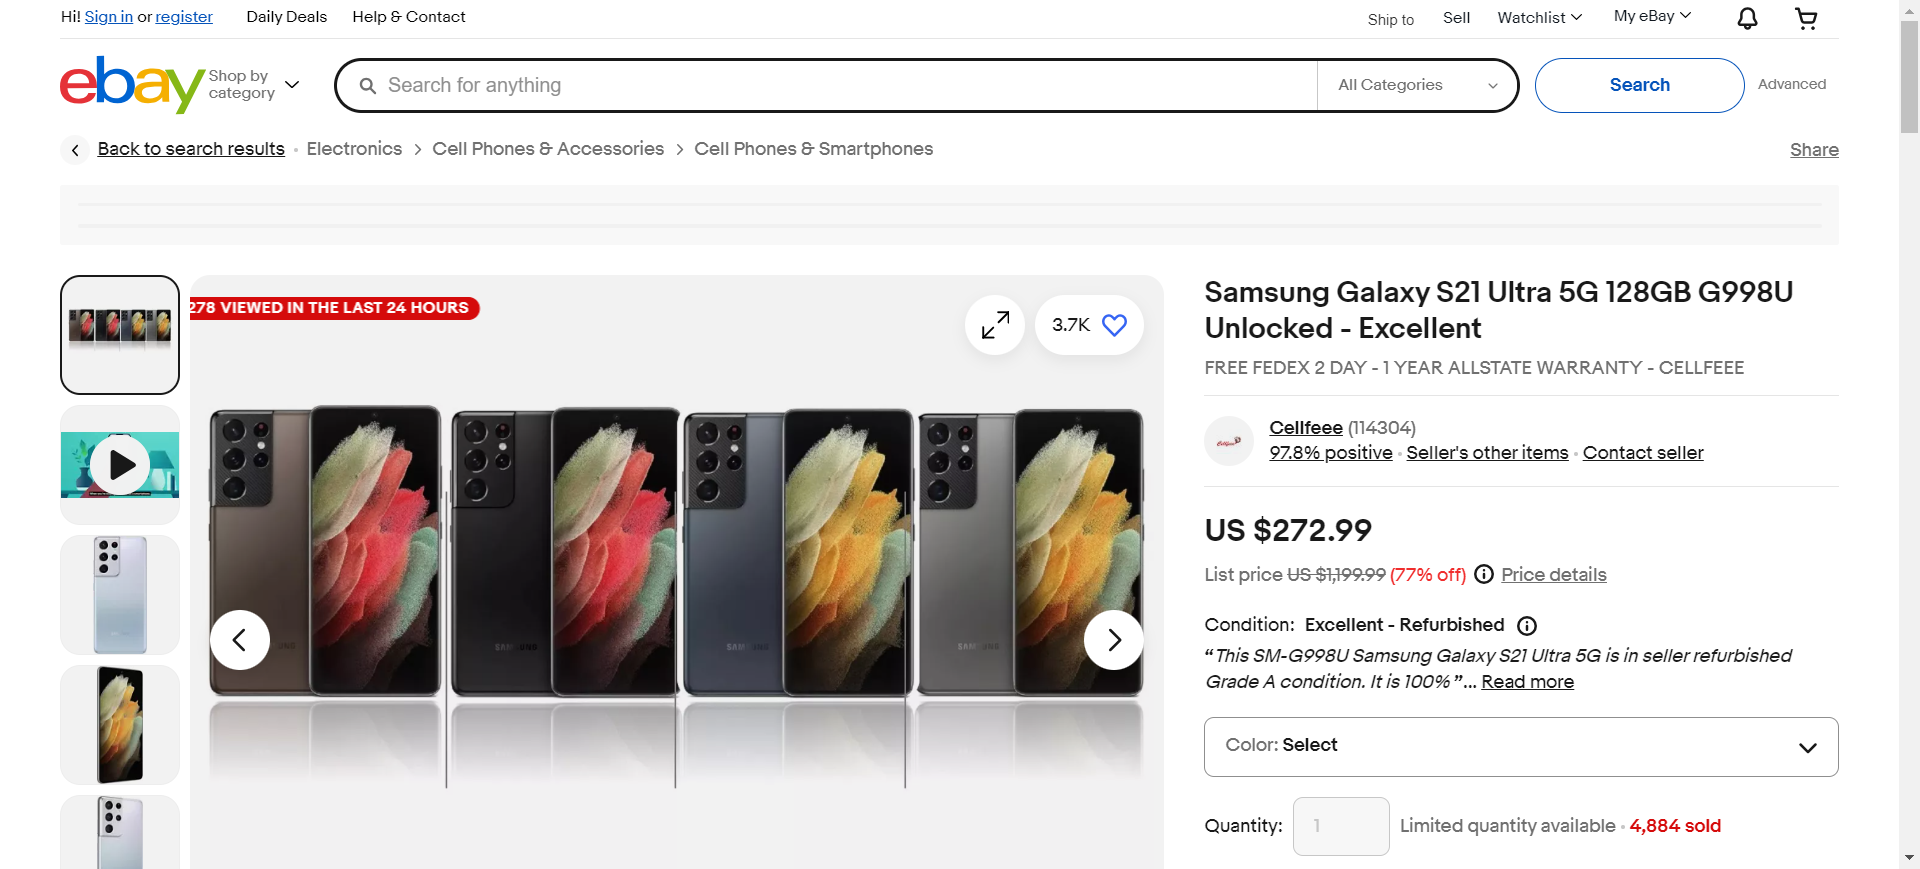 Hi! Sign in or register
Daily Deals
Help & Contact
Ship to
Sell
Watchlist
My eBay
ebay
Shop by
category
Search for anything
All Categories
Search
Advanced
Back to search results
Electronics
Cell Phones & Accessories
Cell Phones & Smartphones
Share
278 VIEWED IN THE LAST 24 HOURS
3.7K
SAMSUNG
SAMSUNG
SAMSUNG
Samsung Galaxy S21 Ultra 5G 128GB G998U
Unlocked - Excellent
FREE FEDEX 2 DAY - 1 YEAR ALLSTATE WARRANTY - CELLFEEE
Cellfeee
Cellfeee (114304)
97.8% positive · Seller's other items · Contact seller
US $272.99
List price US $1,199.99 (77% off)
Price details
Condition: Excellent - Refurbished
“This SM-G998U Samsung Galaxy S21 Ultra 5G is in seller refurbished
Grade A condition. It is 100%”... Read more
Color: Select
Quantity:
1
Limited quantity available · 4,884 sold